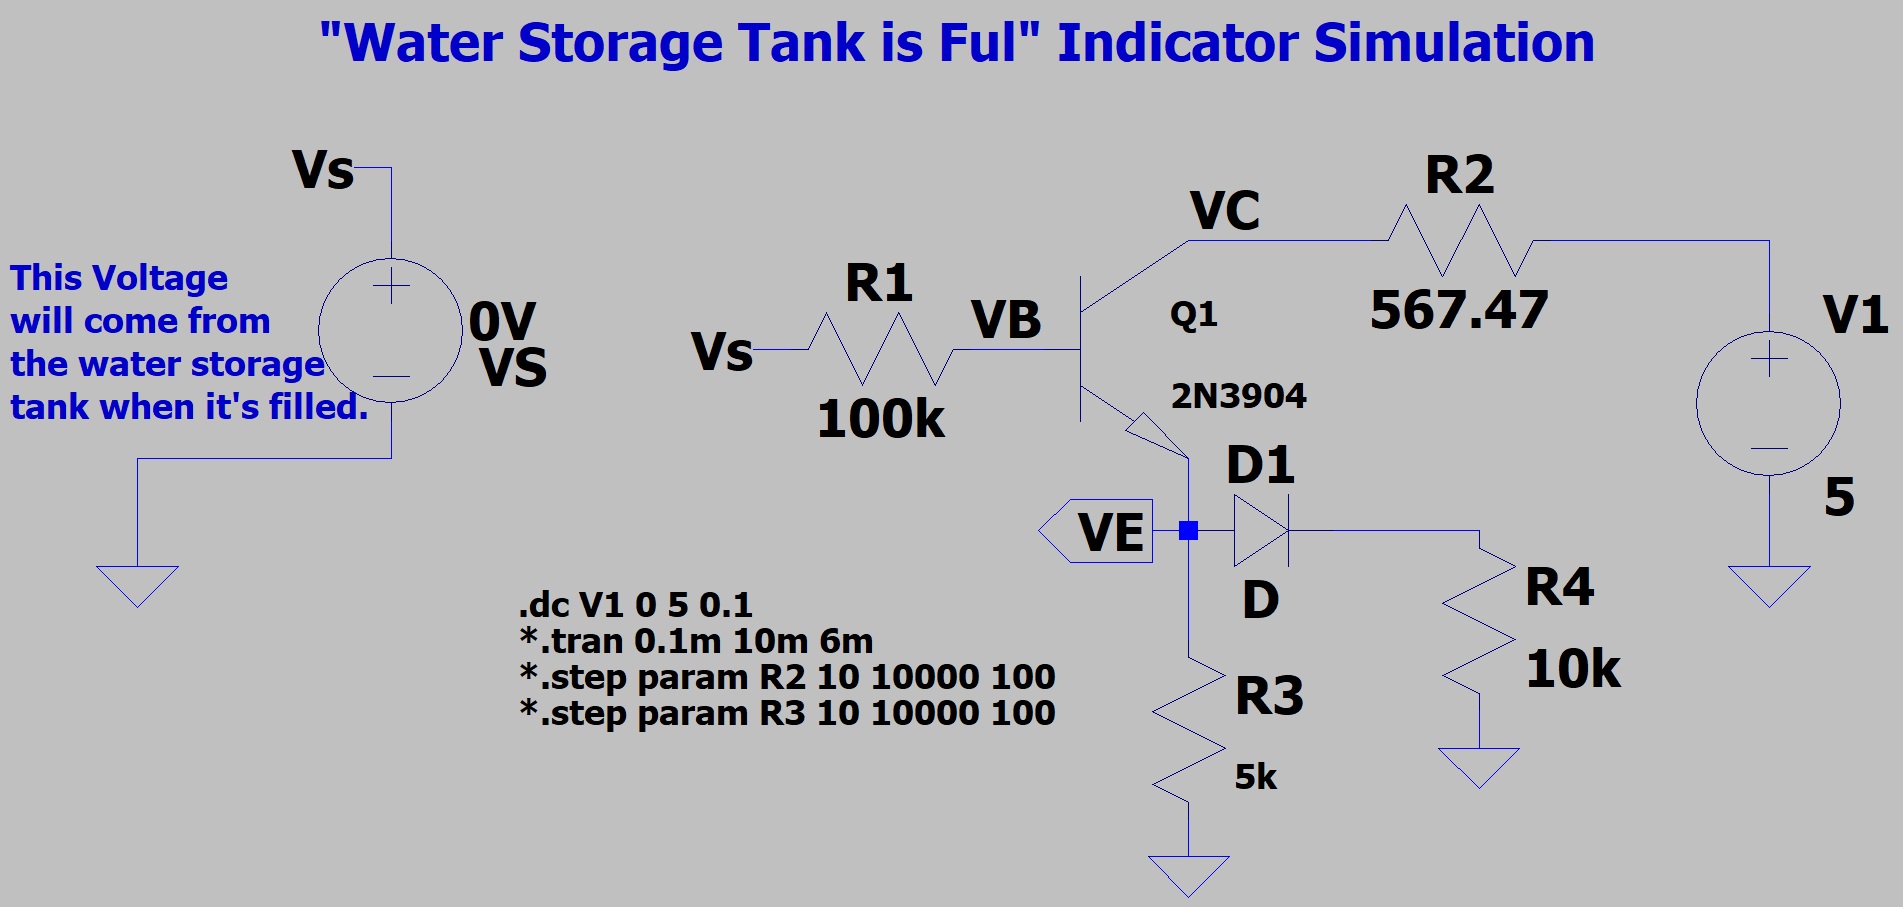 "Water Storage Tank is Ful" Indicator Simulation
Vs
This Voltage
will come from
the water storage
tank when it's filled.
0V
VS
Vs
R1
100k
VB
VC
Q1
2N3904
R2
567.47
V1
5
VE
D1
D
R4
10k
R3
5k
.dc V1 0 5 0.1
*.tran 0.1m 10m 6m
*.step param R2 10 10000 100
*.step param R3 10 10000 100